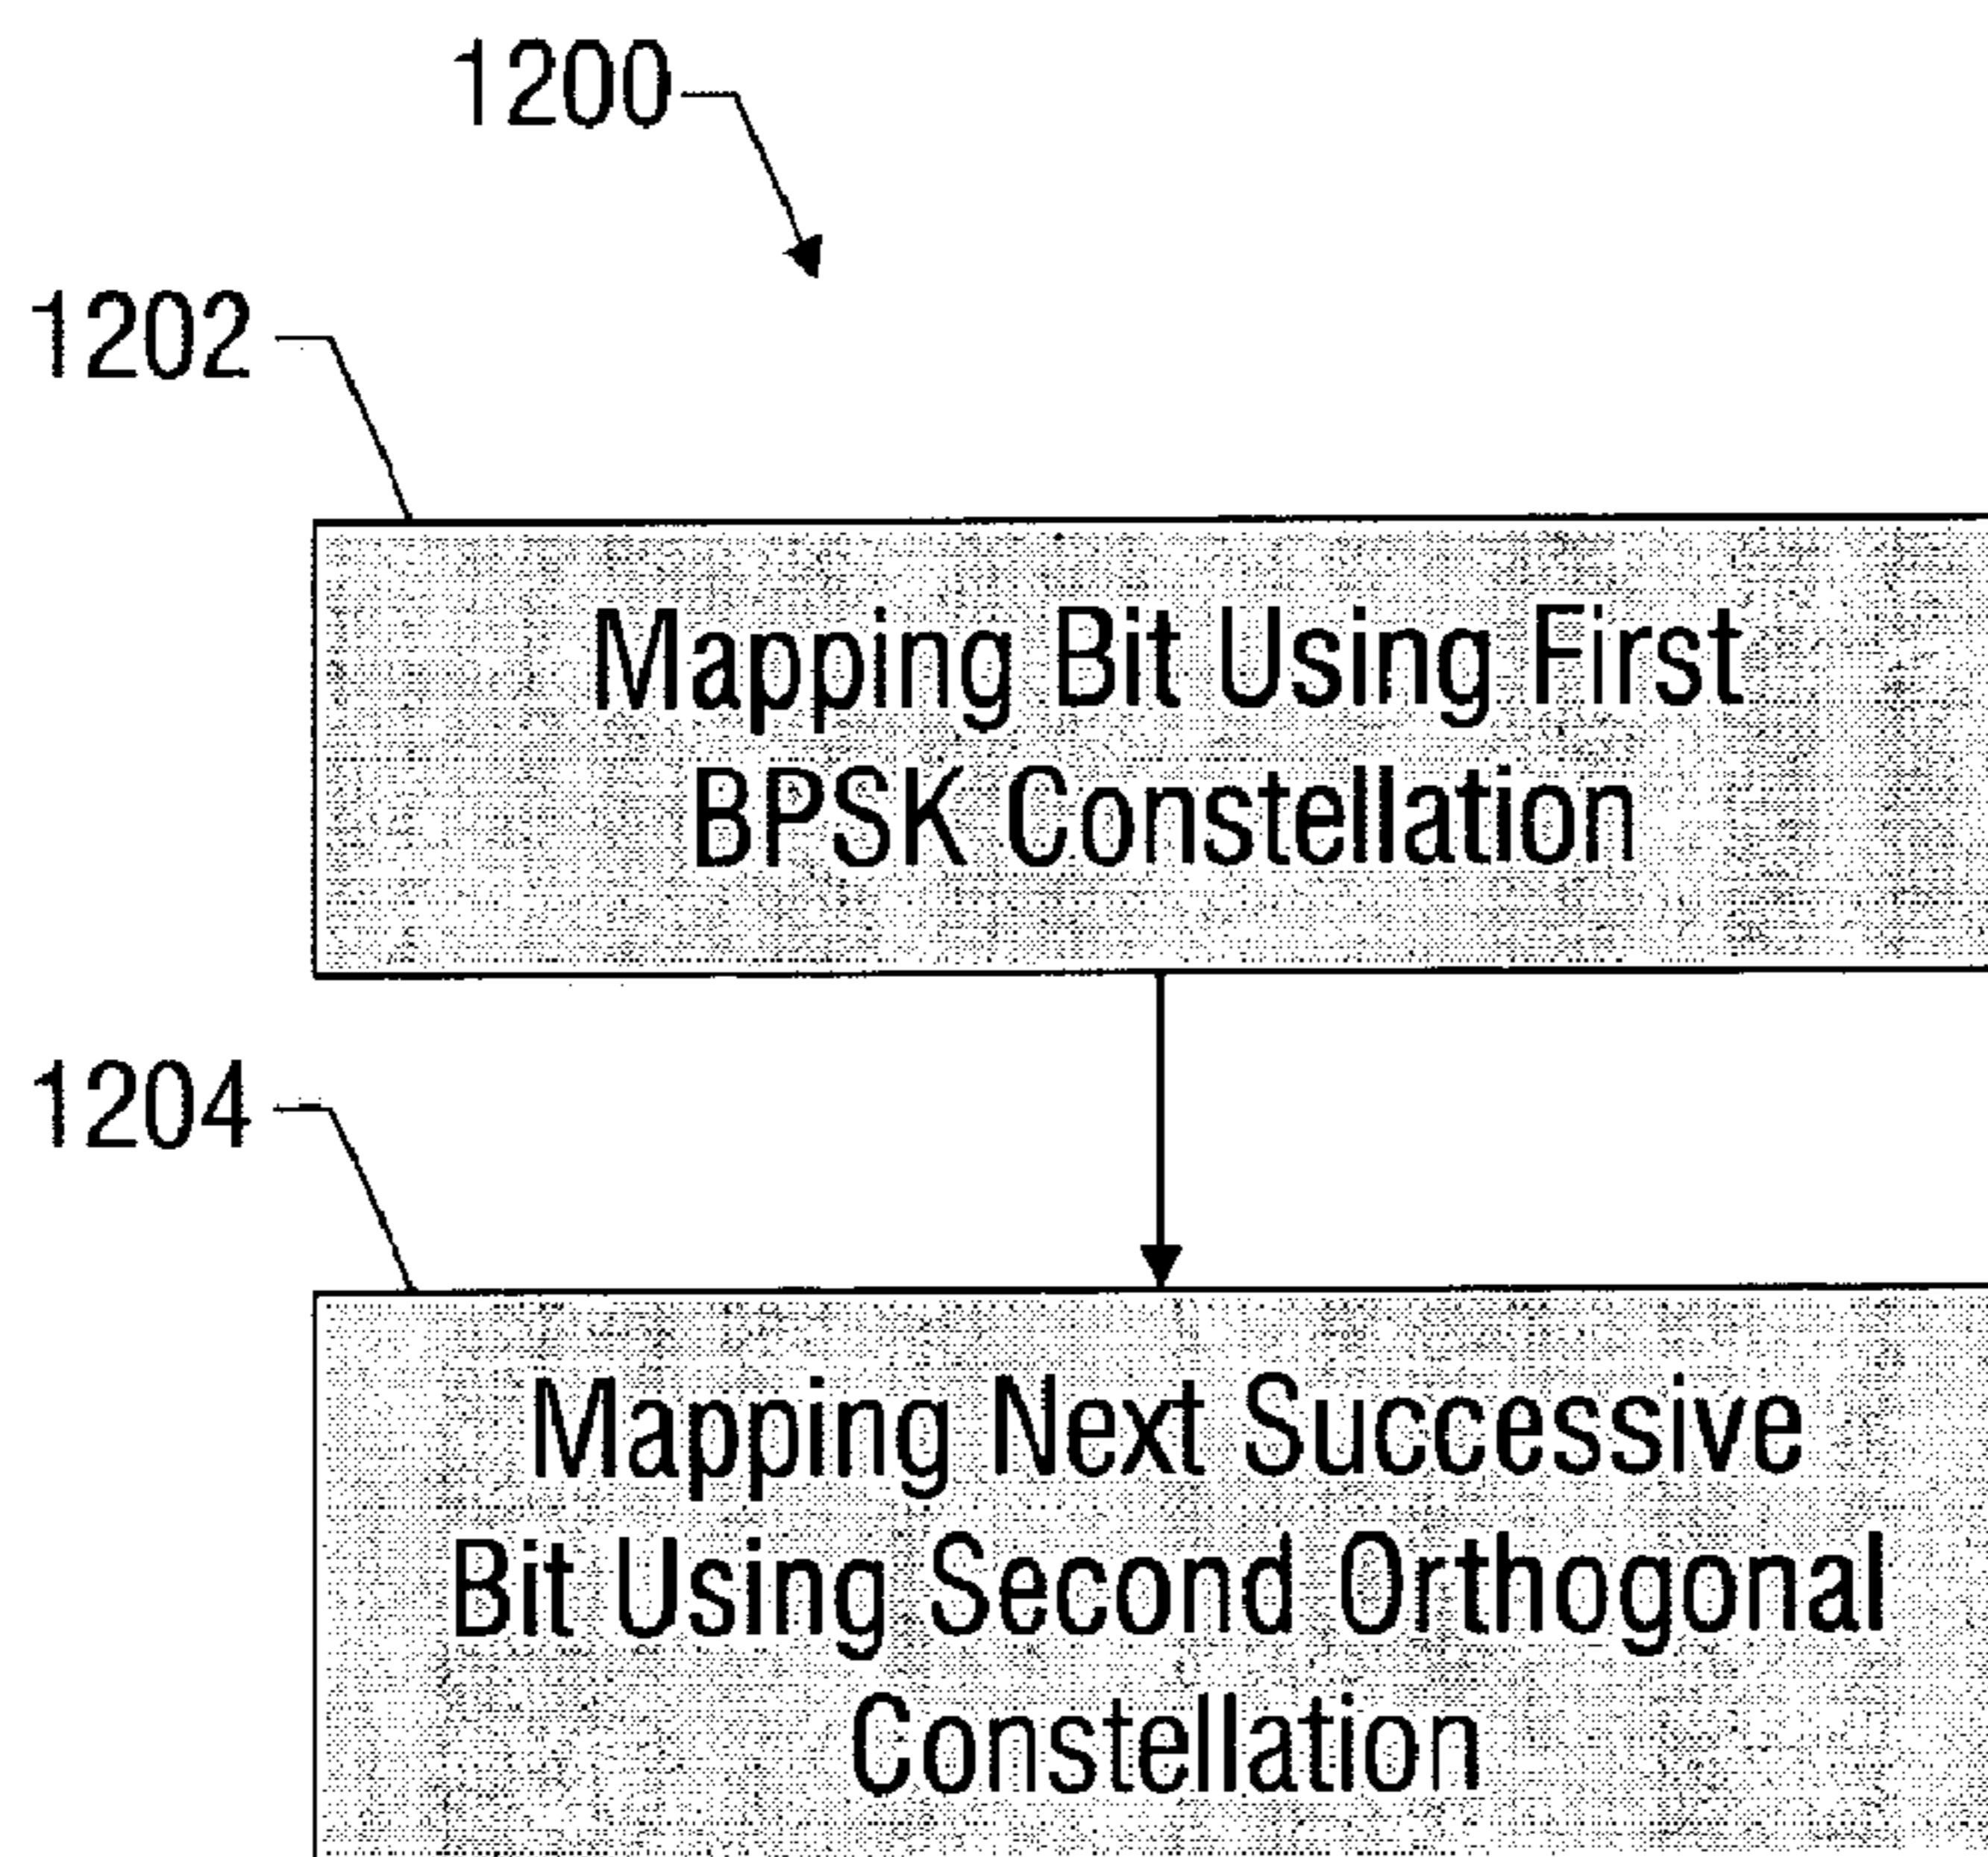 1200
1202
Mapping Bit Using First
BPSK Constellation
1204
Mapping Next Successive
Bit Using Second Orthogonal
Constellation